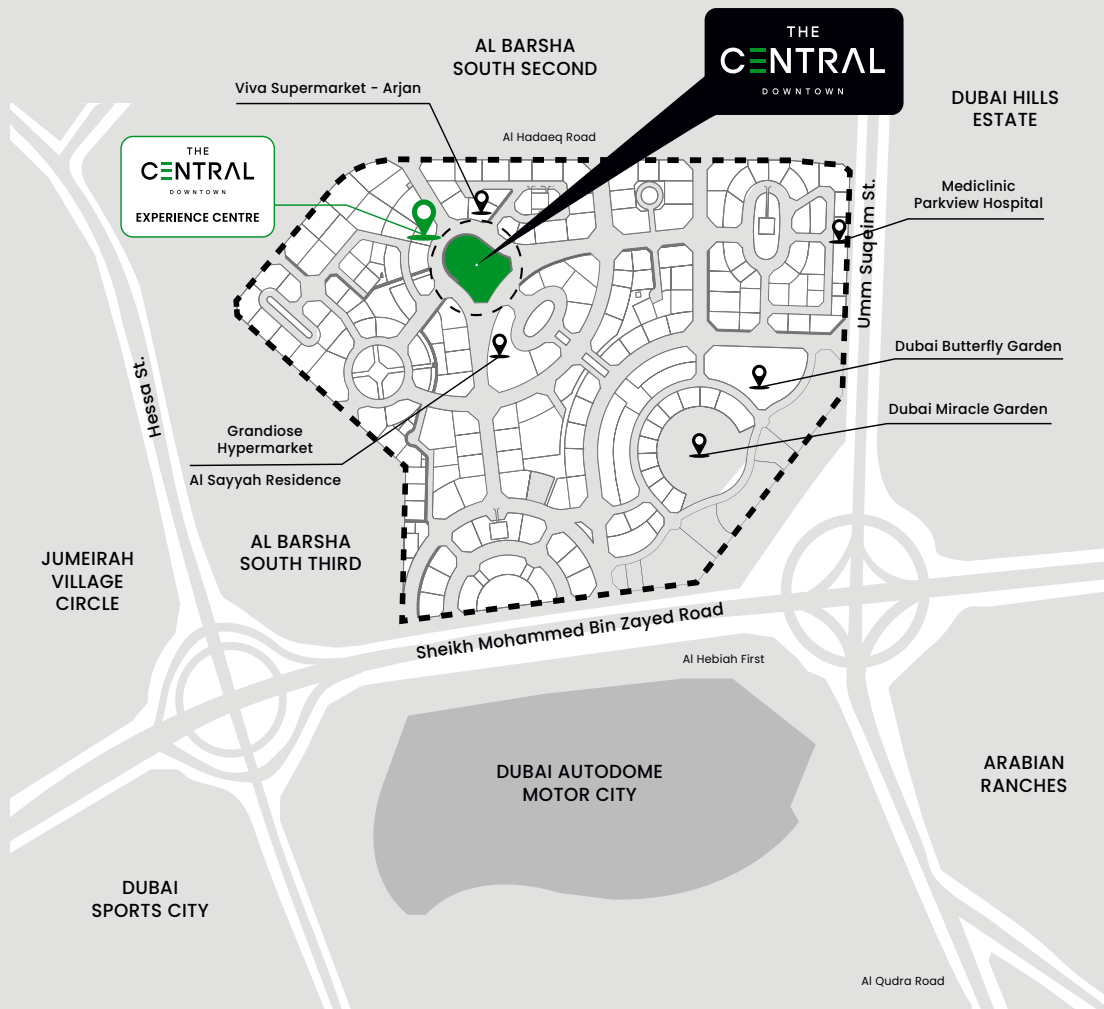 THE
CENTRAL
DOWNTOWN
AL BARSHA
SOUTH SECOND
DUBAI HILLS
ESTATE
Viva Supermarket - Arjan
Al Hadaeq Road
THE
CENTRAL
DOWNTOWN
EXPERIENCE CENTRE
Mediclinic
Parkview Hospital
Umm Suqeim St.
Dubai Butterfly Garden
Dubai Miracle Garden
Hessa St.
Grandiose
Hypermarket
Al Sayyah Residence
AL BARSHA
SOUTH THIRD
JUMEIRAH
VILLAGE
CIRCLE
Sheikh Mohammed Bin Zayed Road
Al Hebiah First
DUBAI AUTODOME
MOTOR CITY
ARABIAN
RANCHES
DUBAI
SPORTS CITY
Al Qudra Road